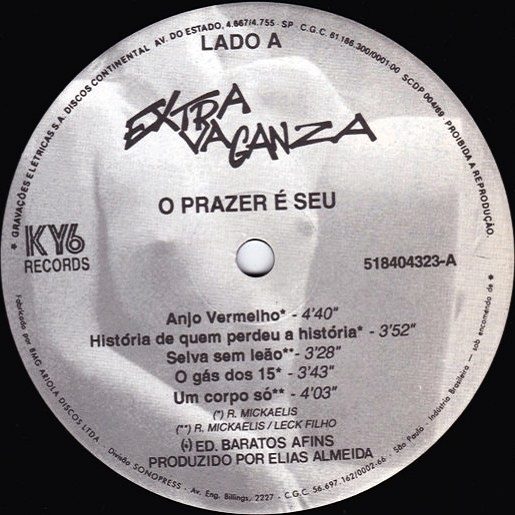 * GRAVAÇÕES ELÉTRICAS S.A. DISCOS CONTINENTAL AV. DO ESTADO, 4.667/4.755 - SP C.G.C. 61.186.300/0001-00 SCDP 004/69 PROIBIDA A REPRODUÇÃO.
LADO A
EXTRA
VAGANZA
O PRAZER É SEU
KY6
RECORDS
518404323-A
Anjo Vermelho* - 4'40"
História de quem perdeu a história* - 3'52"
Selva sem leão** - 3'28"
O gás dos 15* - 3'43"
Um corpo só** - 4'03"
(*) R. MICKAELIS
(**) R. MICKAELIS / LECK FILHO
ED. BARATOS AFINS
PRODUZIDO POR ELIAS ALMEIDA
Fabricado por BMG ARIOLA DISCOS LTDA. - Divisão SONOPRESS - Av. Eng. Billings, 2227 - C.G.C. 56.697.162/0002-66 - São Paulo - Indústria Brasileira - sob encomenda de *